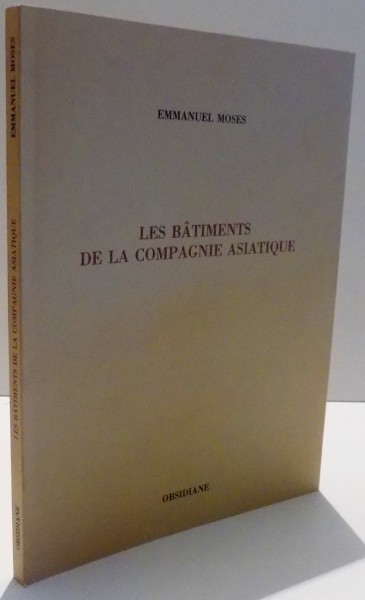 EMMANUEL MOSES
LES BÂTIMENTS
DE LA COMPAGNIE ASIATIQUE
OBSIDIANE
EMMANUEL MOSES
LES BÂTIMENTS DE LA COMPAGNIE ASIATIQUE
OBSIDIANE